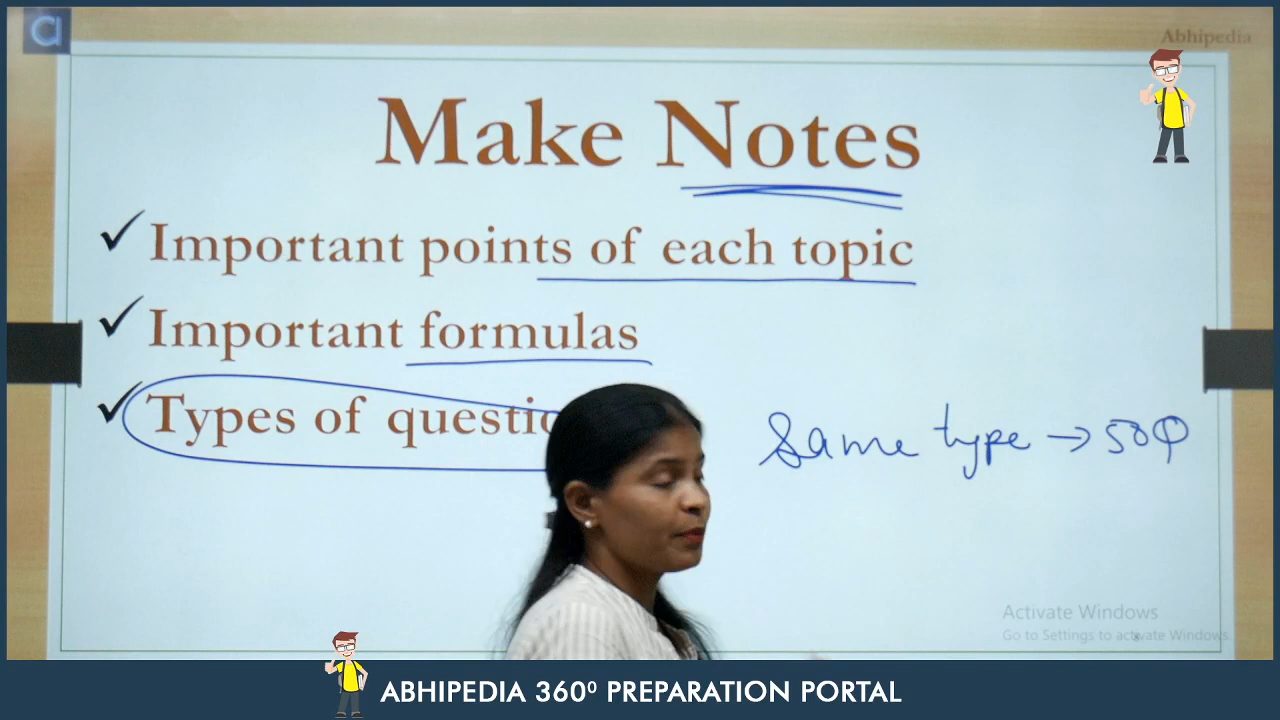 Abhipedia
Make Notes
✓ Important points of each topic
✓ Important formulas
✓ Types of questio
Same type → 50Q
Activate Windows
Go to Settings to activate Windows.
ABHIPEDIA 360⁰ PREPARATION PORTAL